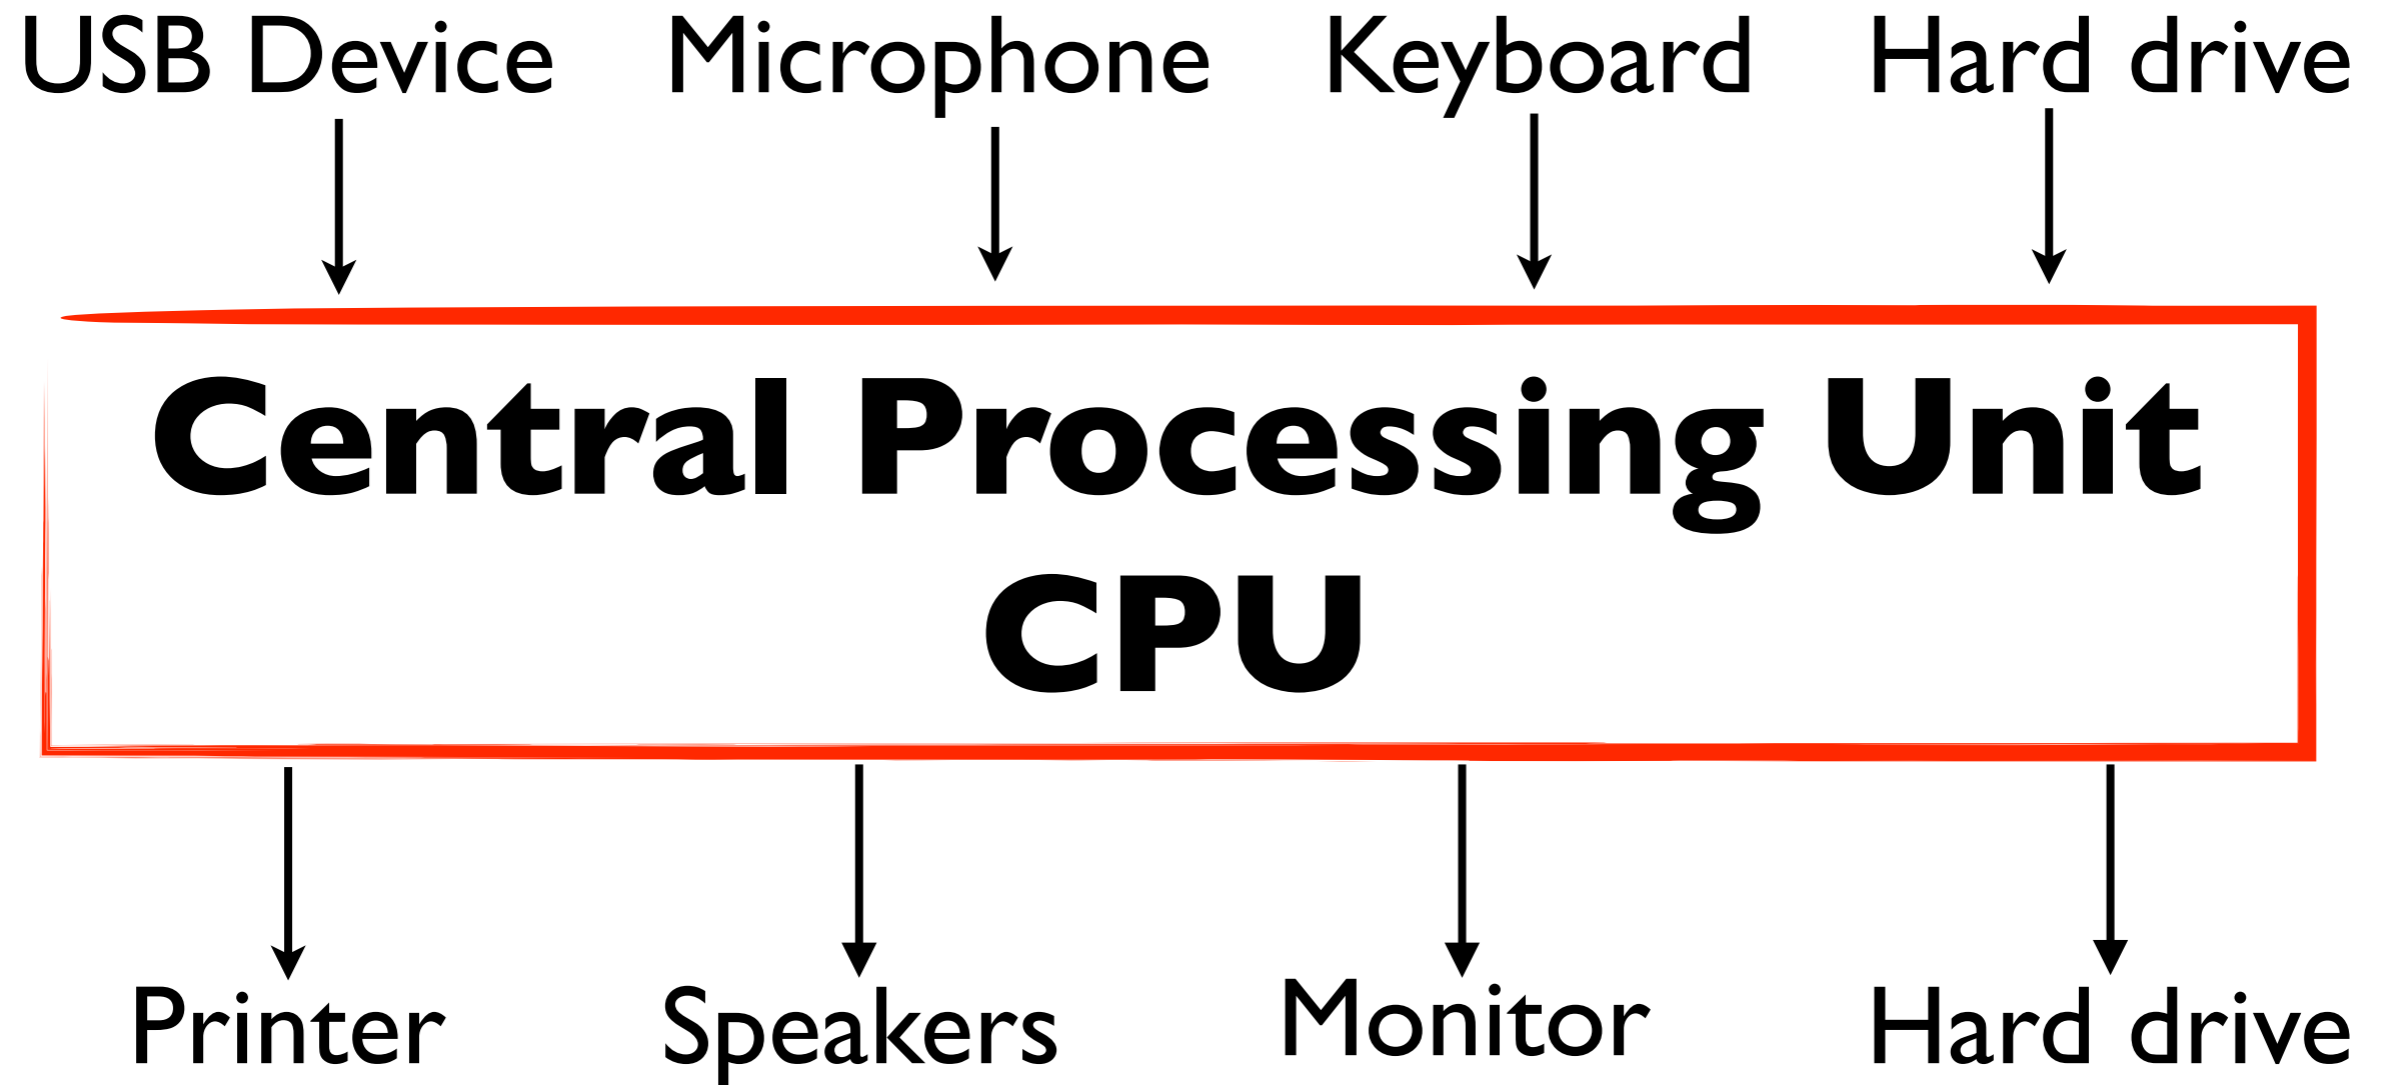 USB Device Microphone Keyboard Hard drive
Central Processing Unit
CPU
Printer Speakers Monitor Hard drive